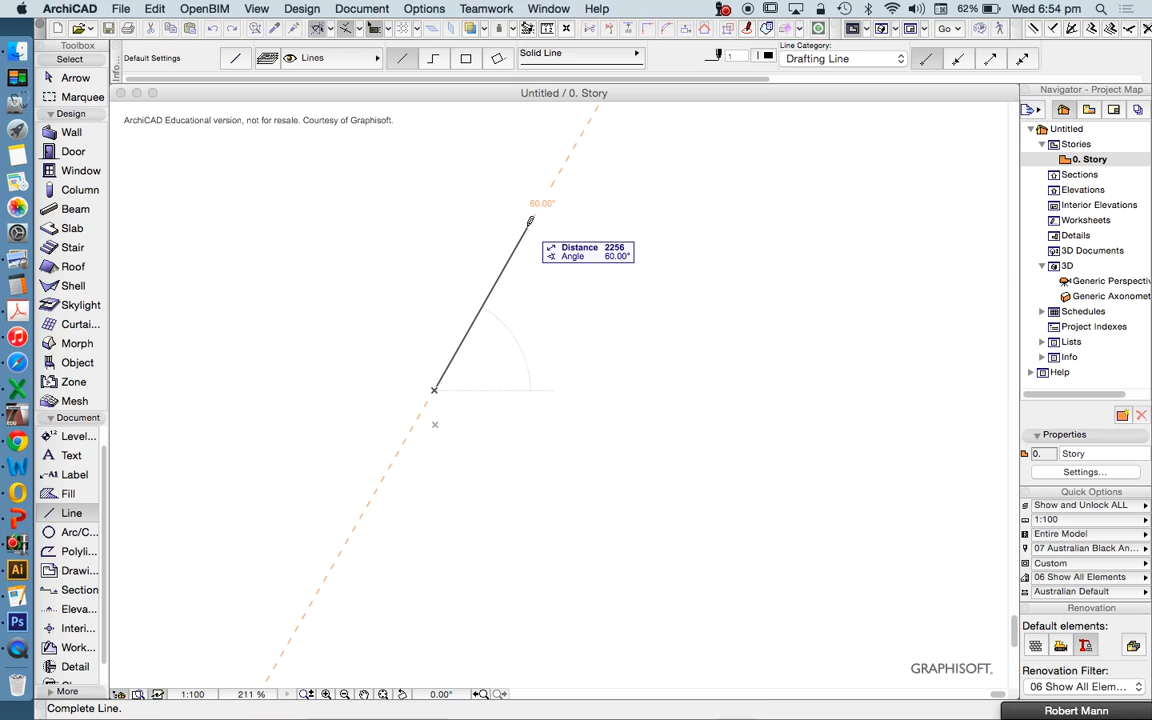 ArchiCAD File Edit OpenBIM View Design Document Options Teamwork Window Help 62% Wed 6:54 pm
Toolbox
Select
Arrow
Marquee
Design
Wall
Door
Window
Column
Beam
Slab
Stair
Roof
Shell
Skylight
Curtai...
Morph
Object
Zone
Mesh
Document
Level...
Text
A1 Label
Fill
Line
Arc/C...
Polyli...
Drawi...
Section
Eleva...
Interi...
Work...
Detail
More
Go
Default Settings
Lines
Solid Line
1
Line Category:
Drafting Line
Untitled / 0. Story
ArchiCAD Educational version, not for resale. Courtesy of Graphisoft.
60.00°
Distance 2256
Angle 60.00°
GRAPHISOFT.
1:100 211 % 0.00°
Complete Line.
Navigator - Project Map
Untitled
Stories
0. Story
Sections
Elevations
Interior Elevations
Worksheets
Details
3D Documents
3D
Generic Perspecti
Generic Axonomet
Schedules
Project Indexes
Lists
Info
Help
Properties
0. Story
Settings...
Quick Options
Show and Unlock ALL
1:100
Entire Model
07 Australian Black An...
Custom
06 Show All Elements
Australian Default
Renovation
Default elements:
Renovation Filter:
06 Show All Elem...
Robert Mann